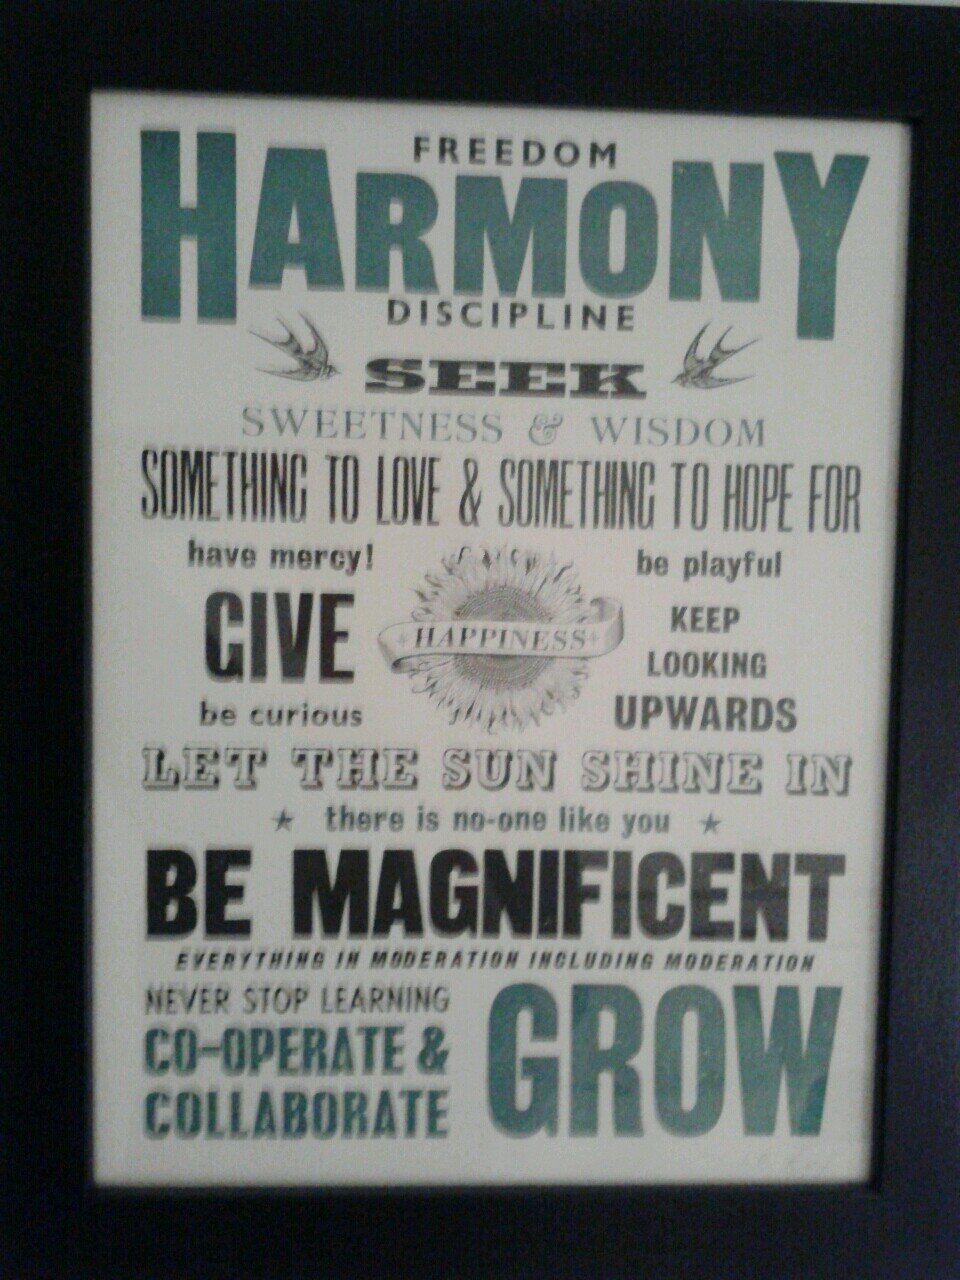 FREEDOM
HARMONY
DISCIPLINE
SEEK
SWEETNESS & WISDOM
SOMETHING TO LOVE & SOMETHING TO HOPE FOR
have mercy!
GIVE
be curious
HAPPINESS
be playful
KEEP
LOOKING
UPWARDS
LET THE SUN SHINE IN
there is no-one like you
BE MAGNIFICENT
EVERYTHING IN MODERATION INCLUDING MODERATION
NEVER STOP LEARNING
CO-OPERATE &
COLLABORATE
GROW